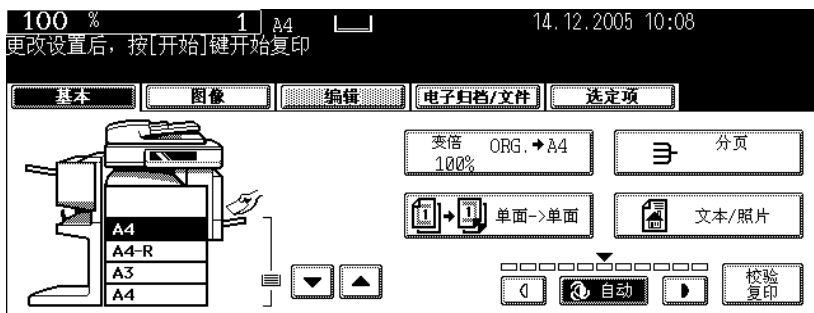 100 % 1 A4 14.12.2005 10:08
更改设置后，按[开始]键开始复印
基本 图像 编辑 电子归档/文件 选定项
变倍 ORG.➔A4
100%
分页
1➔1 单面->单面
文本/照片
A4
A4-R
A3
A4
自动
校验
复印